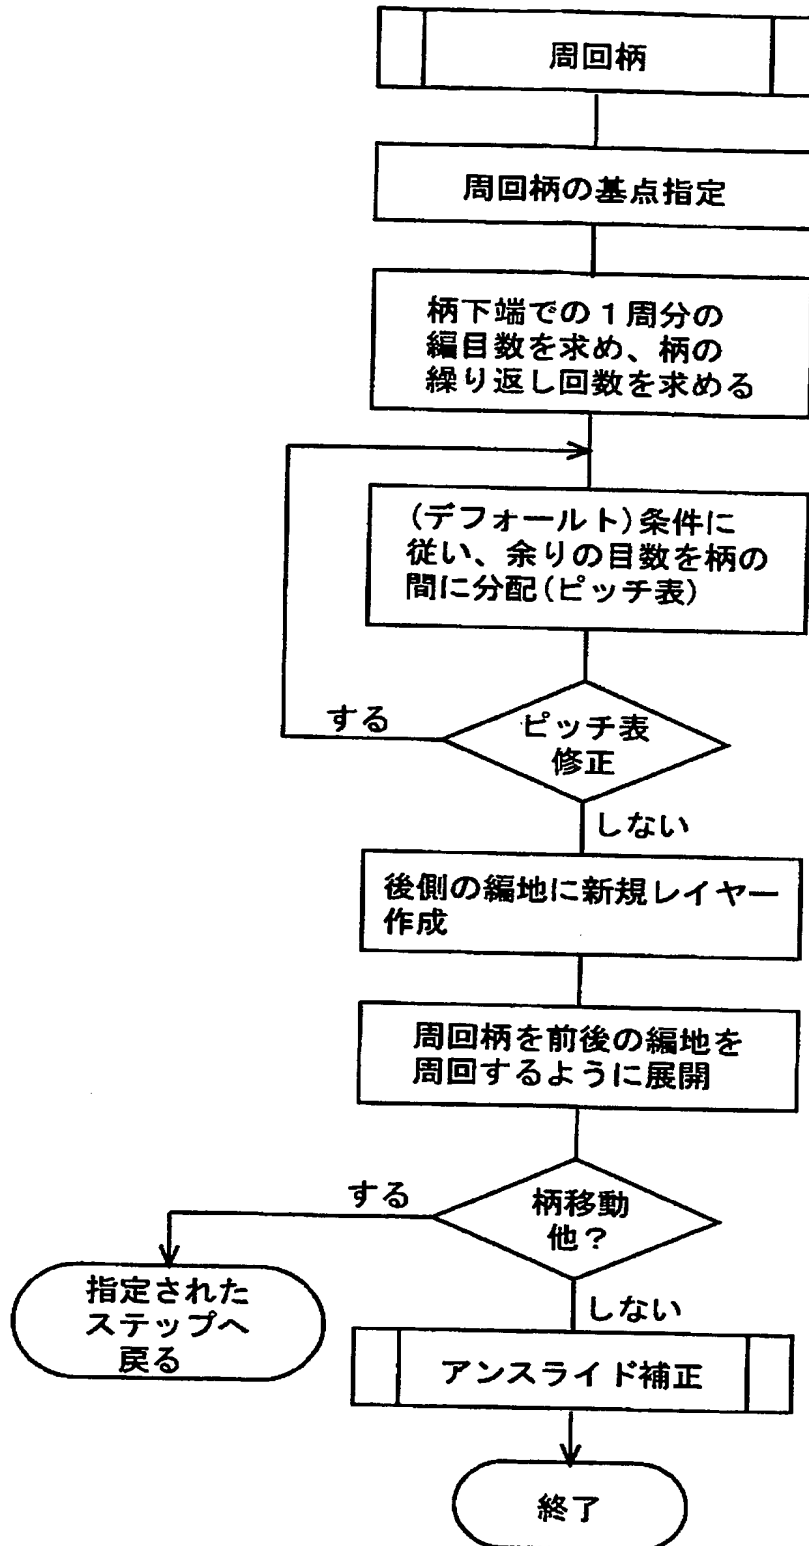 周回柄
周回柄の基点指定
柄下端での１周分の
編目数を求め、柄の
繰り返し回数を求める
(デフォールト)条件に
従い、余りの目数を柄の
間に分配(ピッチ表)
する
ピッチ表
修正
しない
後側の編地に新規レイヤー
作成
周回柄を前後の編地を
周回するように展開
する
柄移動
他？
しない
指定された
ステップへ
戻る
アンスライド補正
終了